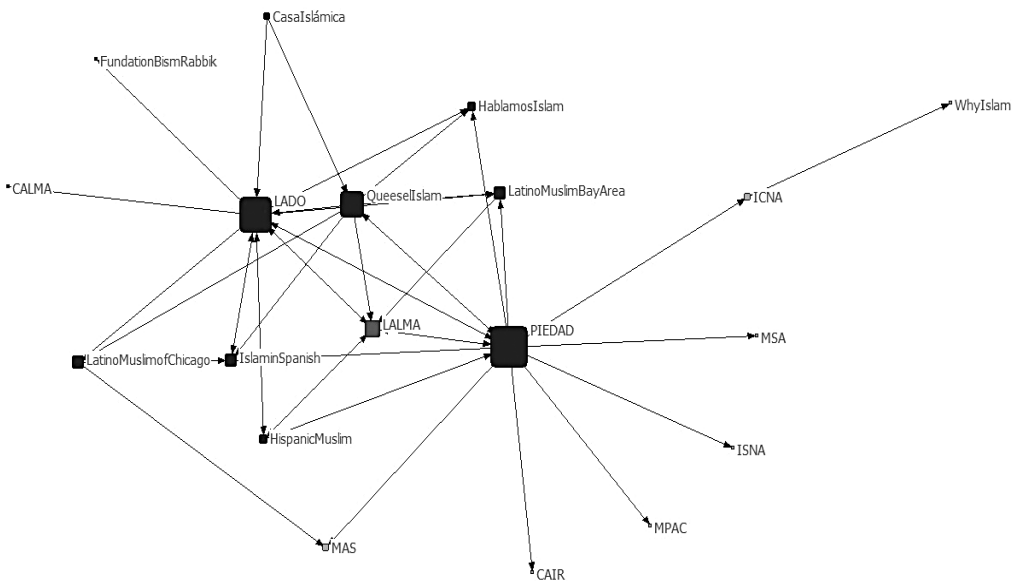 CasaIslámica
FundationBismRabbik
HablamosIslam
WhyIslam
CALMA
LADO
QueeselIslam
LatinoMuslimBayArea
ICNA
LALMA
PIEDAD
MSA
LatinoMuslimofChicago
IslaminSpanish
HispanicMuslim
ISNA
MPAC
MAS
CAIR